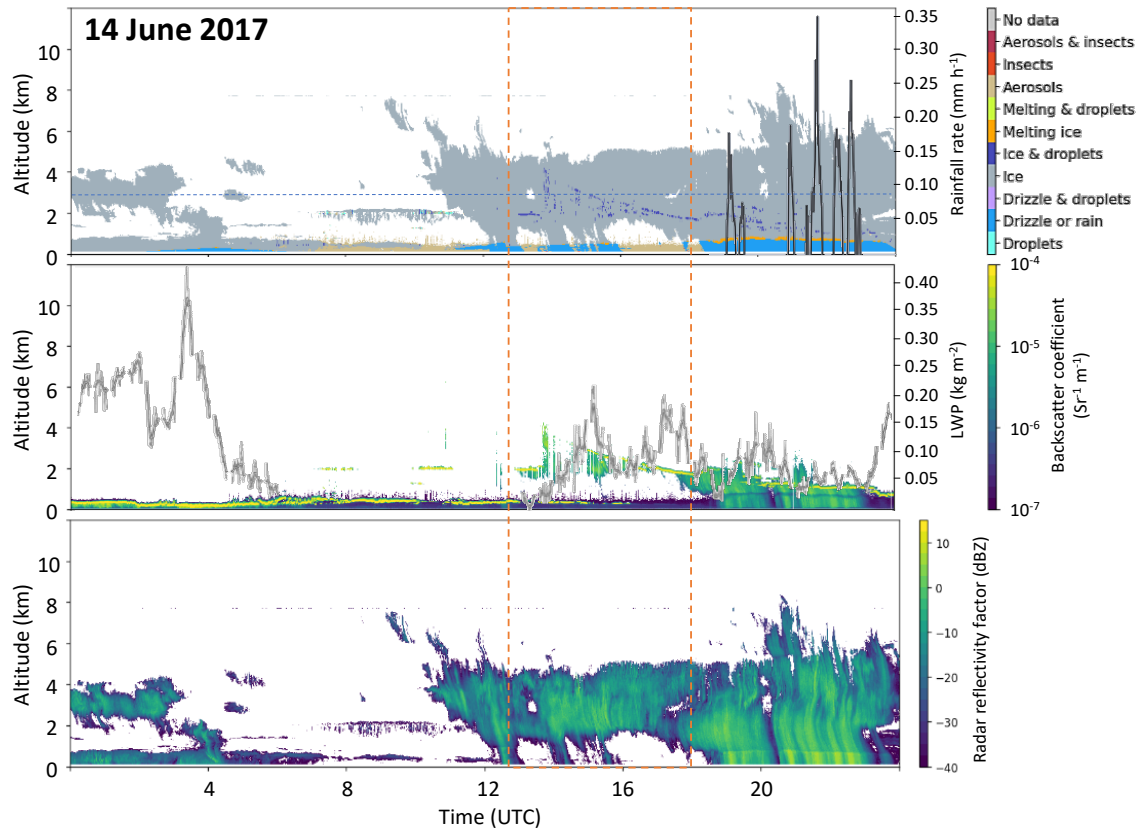 14 June 2017
Altitude (km)
10
8
6
4
2
0
0.35
0.30
0.25
0.20
0.15
0.10
0.05
Rainfall rate (mm h⁻¹)
No data
Aerosols & insects
Insects
Aerosols
Melting & droplets
Melting ice
Ice & droplets
Ice
Drizzle & droplets
Drizzle or rain
Droplets
Altitude (km)
10
8
6
4
2
0
0.40
0.35
0.30
0.25
0.20
0.15
0.10
0.05
0.00
LWP (kg m⁻²)
10⁻⁴
10⁻⁵
10⁻⁶
10⁻⁷
Backscatter coefficient
(Sr⁻¹ m⁻¹)
Altitude (km)
10
8
6
4
2
0
10
0
−10
−20
−30
−40
Radar reflectivity factor (dBZ)
4 8 12 16 20
Time (UTC)